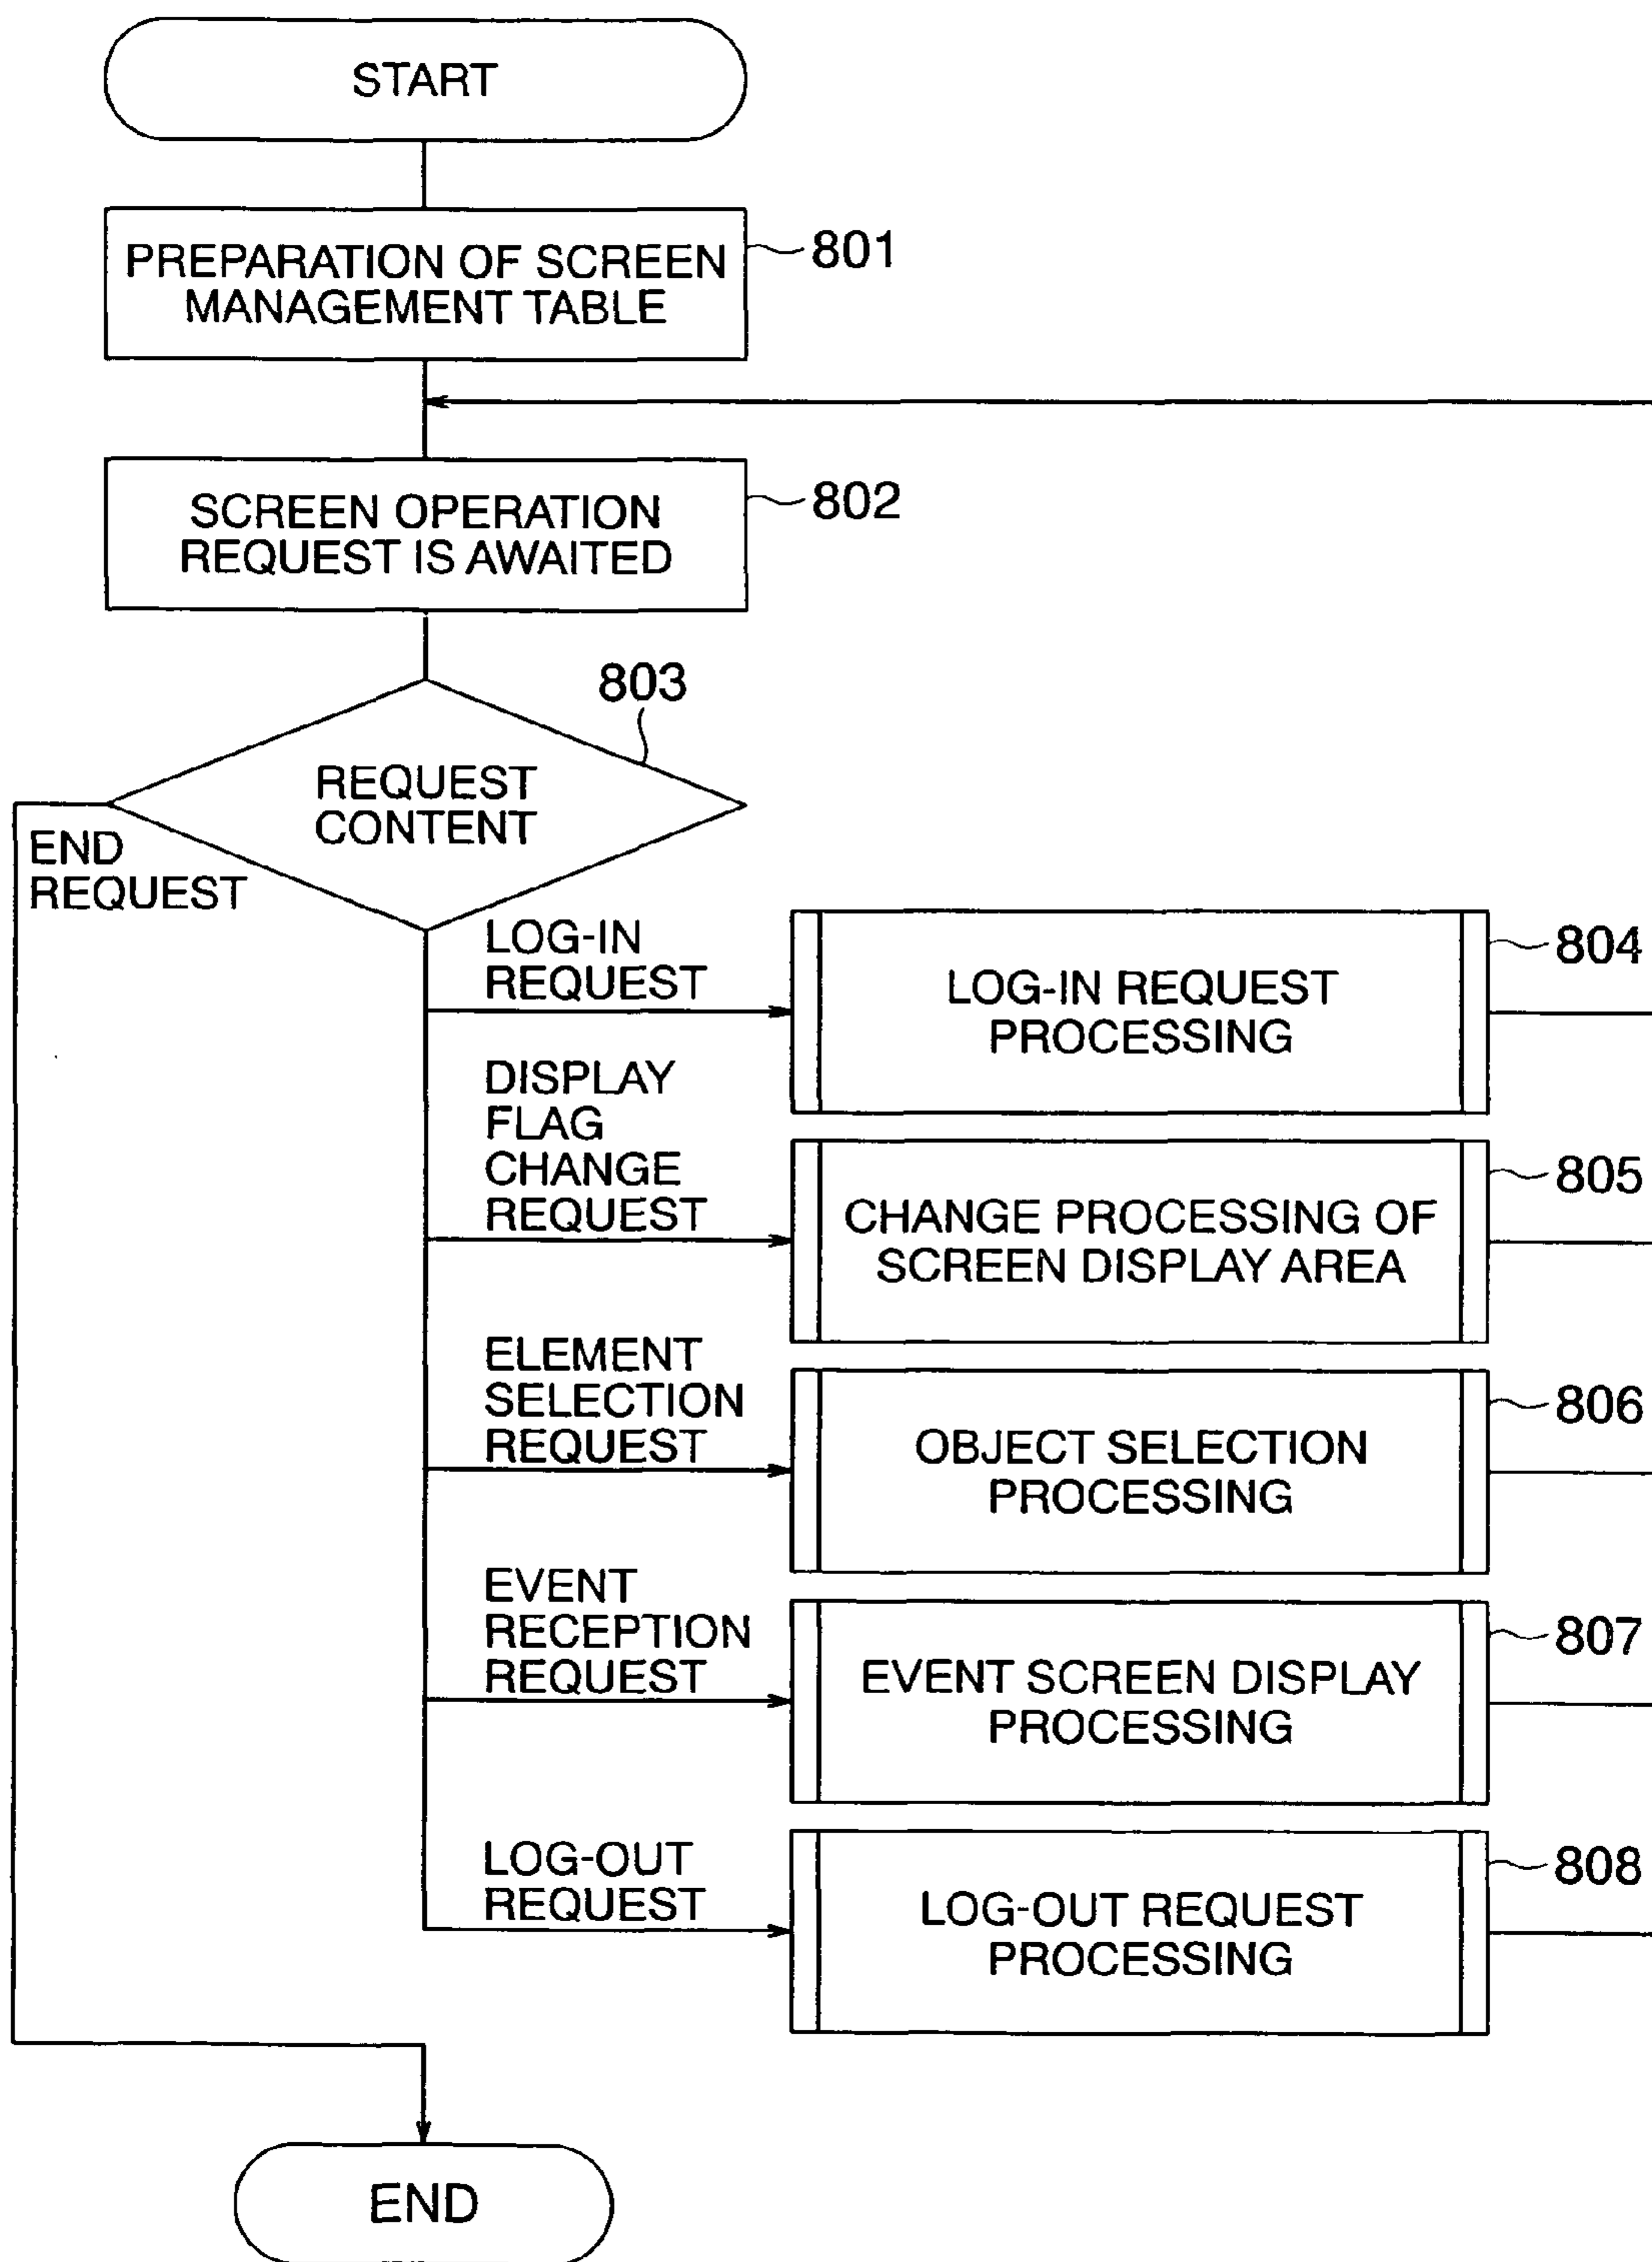 START
PREPARATION OF SCREEN
MANAGEMENT TABLE
801
SCREEN OPERATION
REQUEST IS AWAITED
802
803
REQUEST
CONTENT
END
REQUEST
LOG-IN
REQUEST
LOG-IN REQUEST
PROCESSING
804
DISPLAY
FLAG
CHANGE
REQUEST
CHANGE PROCESSING OF
SCREEN DISPLAY AREA
805
ELEMENT
SELECTION
REQUEST
OBJECT SELECTION
PROCESSING
806
EVENT
RECEPTION
REQUEST
EVENT SCREEN DISPLAY
PROCESSING
807
LOG-OUT
REQUEST
LOG-OUT REQUEST
PROCESSING
808
END